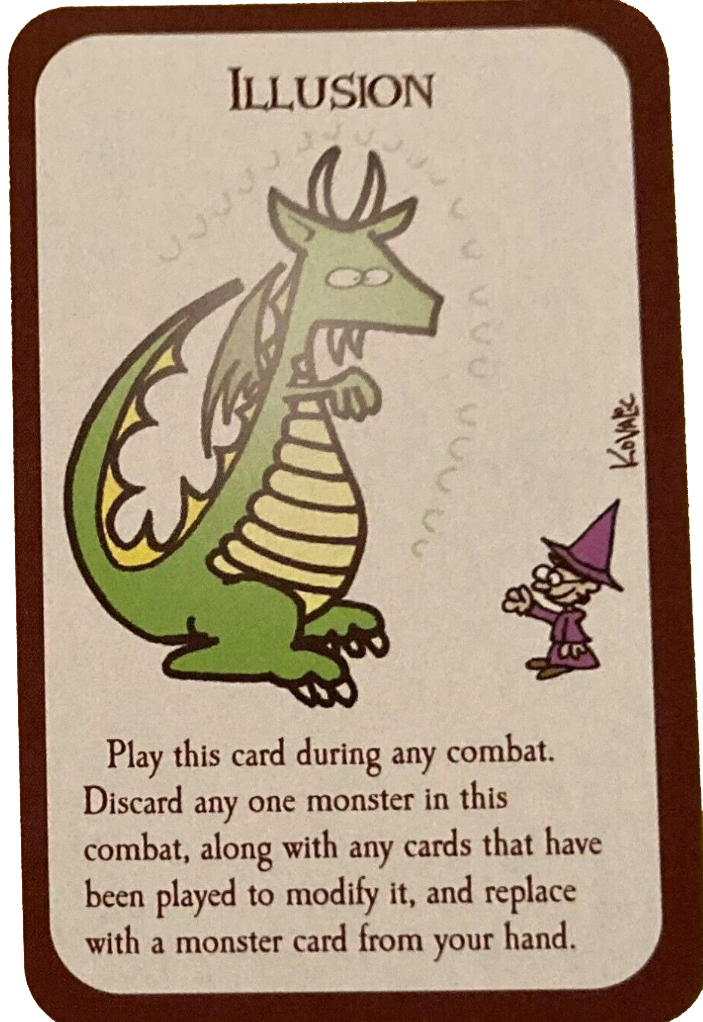 ILLUSION
KOVALIC
Play this card during any combat.
Discard any one monster in this
combat, along with any cards that have
been played to modify it, and replace
with a monster card from your hand.